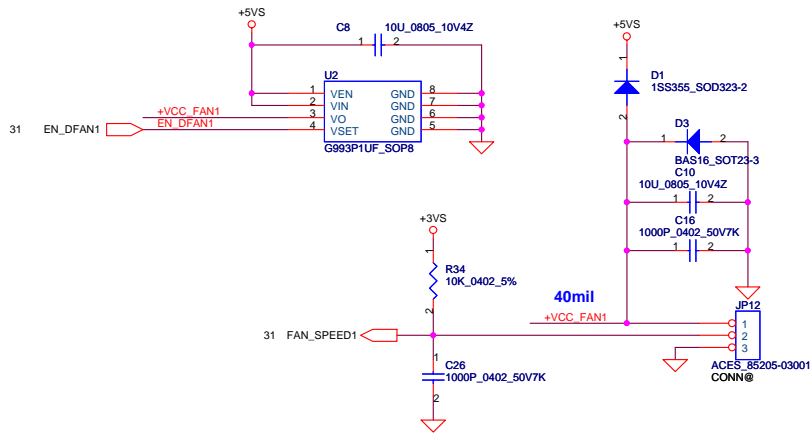 +5VS
C8
10U_0805_10V4Z
1
2
U2
1
VEN
GND
8
2
VIN
GND
7
3
VO
GND
6
4
VSET
GND
5
G993P1UF_SOP8
+VCC_FAN1
31
EN_DFAN1
EN_DFAN1
+5VS
1
D1
1SS355_SOD323-2
2
D3
1
2
BAS16_SOT23-3
C10
10U_0805_10V4Z
1
2
C16
1000P_0402_50V7K
1
2
+3VS
1
R34
10K_0402_5%
2
31
FAN_SPEED1
1
C26
1000P_0402_50V7K
2
40mil
+VCC_FAN1
JP12
1
2
3
ACES_85205-03001
CONN@